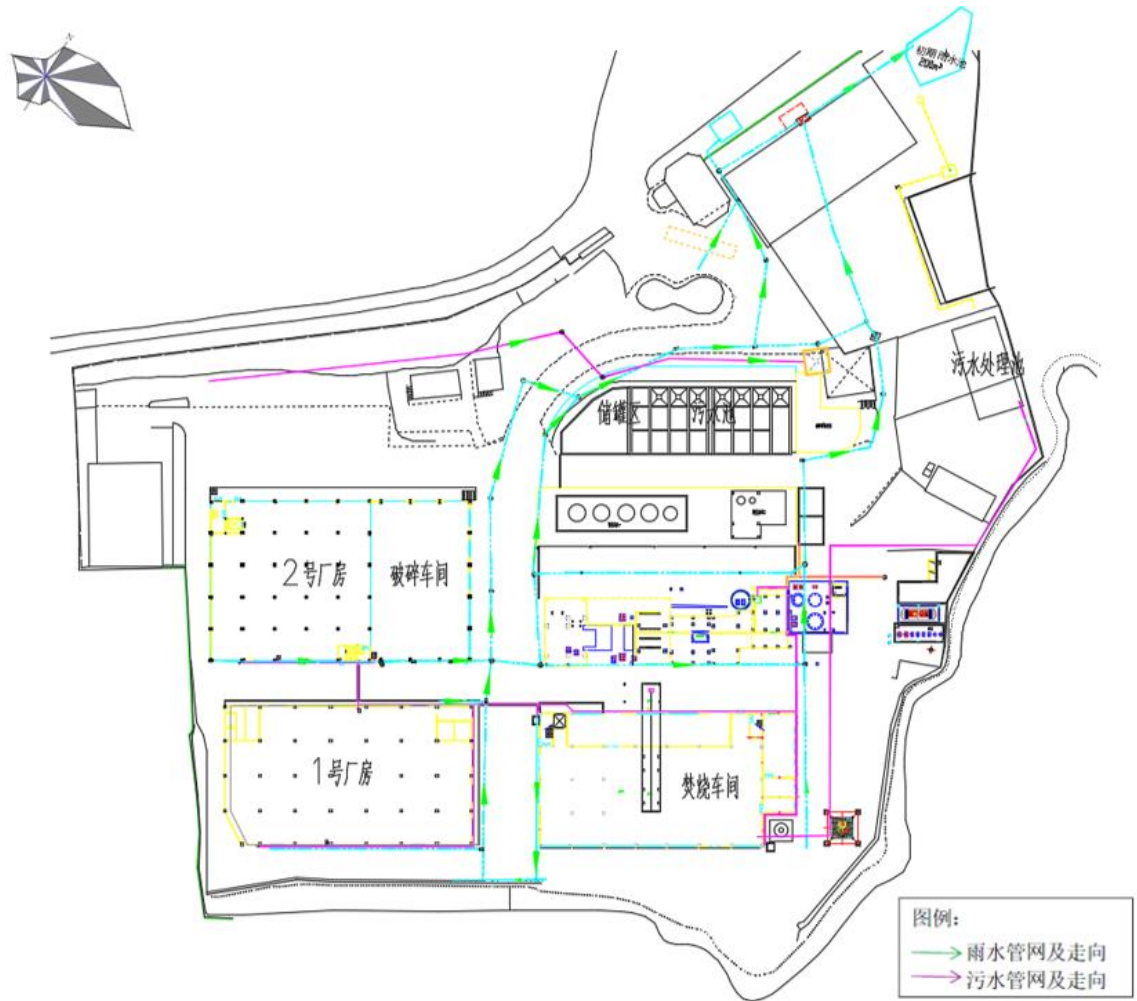 N
初期雨水池
200m³
污水处理池
储罐区
污水池
2号厂房
破碎车间
1号厂房
焚烧车间
图例：
雨水管网及走向
污水管网及走向